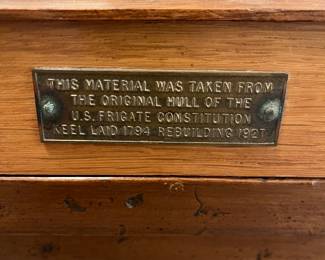 THIS MATERIAL WAS TAKEN FROM
THE ORIGINAL HULL OF THE
U.S. FRIGATE CONSTITUTION
KEEL LAID 1794 REBUILDING 1927